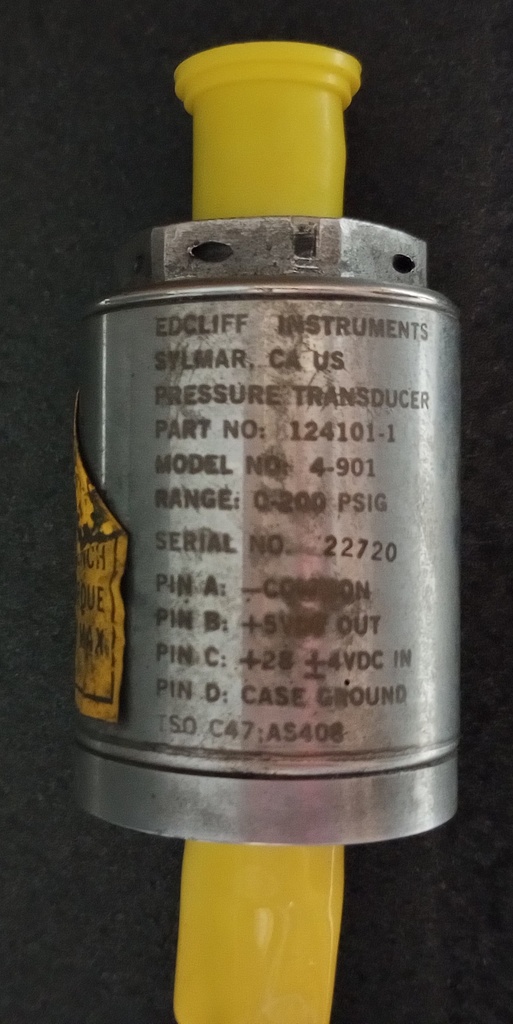 EDCLIFF INSTRUMENTS
SYLMAR, CA US
PRESSURE TRANSDUCER
PART NO: 124101-1
MODEL NO: 4-901
RANGE: 0-200 PSIG
SERIAL NO. 22720
PIN A: -COMMON
PIN B: +5VDC OUT
PIN C: +28 ±4VDC IN
PIN D: CASE GROUND
TSO C47:AS408
MAX